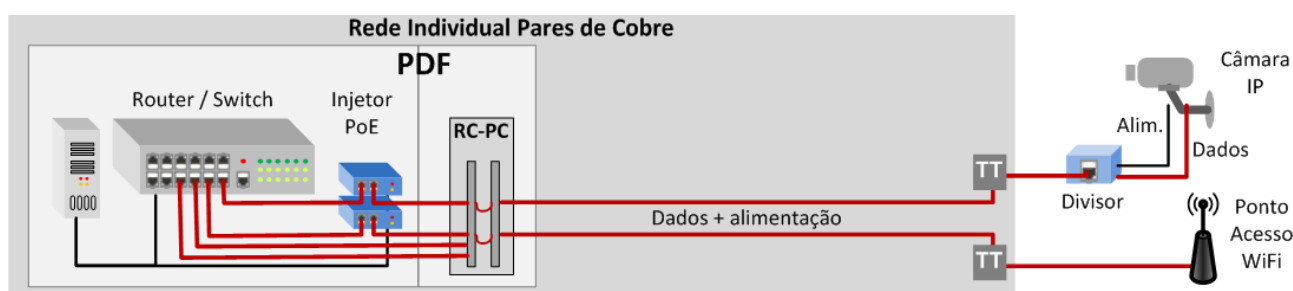 Rede Individual Pares de Cobre
PDF
Router / Switch
Injetor
PoE
RC-PC
TT
Dados + alimentação
TT
Câmara
IP
Alim.
Dados
Divisor
Ponto
Acesso
WiFi